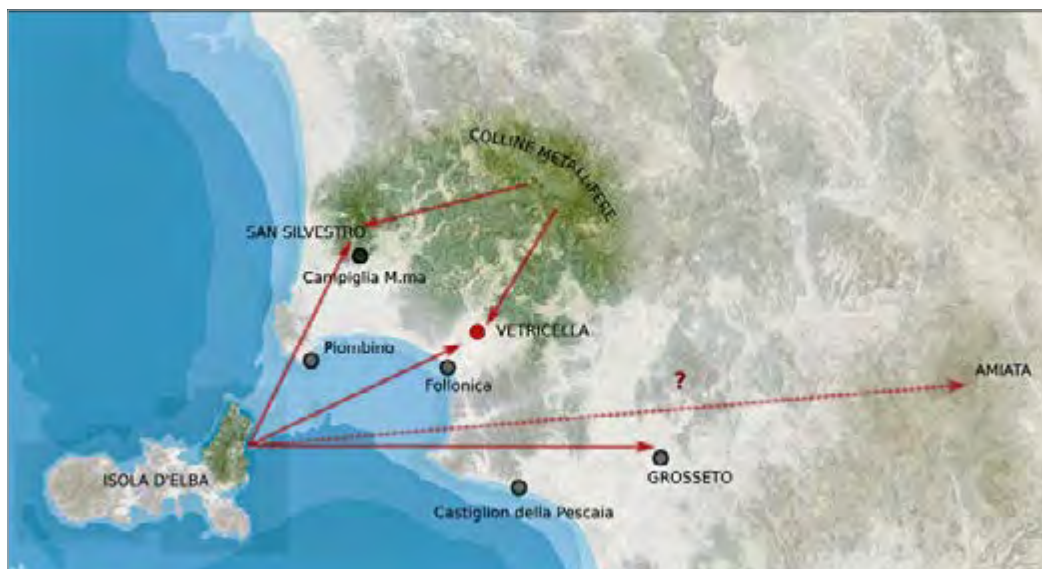 COLLINE METALLIFERE
SAN SILVESTRO
Campiglia M.ma
VETRICELLA
Piombino
Follonica
?
AMIATA
ISOLA D'ELBA
GROSSETO
Castiglion della Pescaia